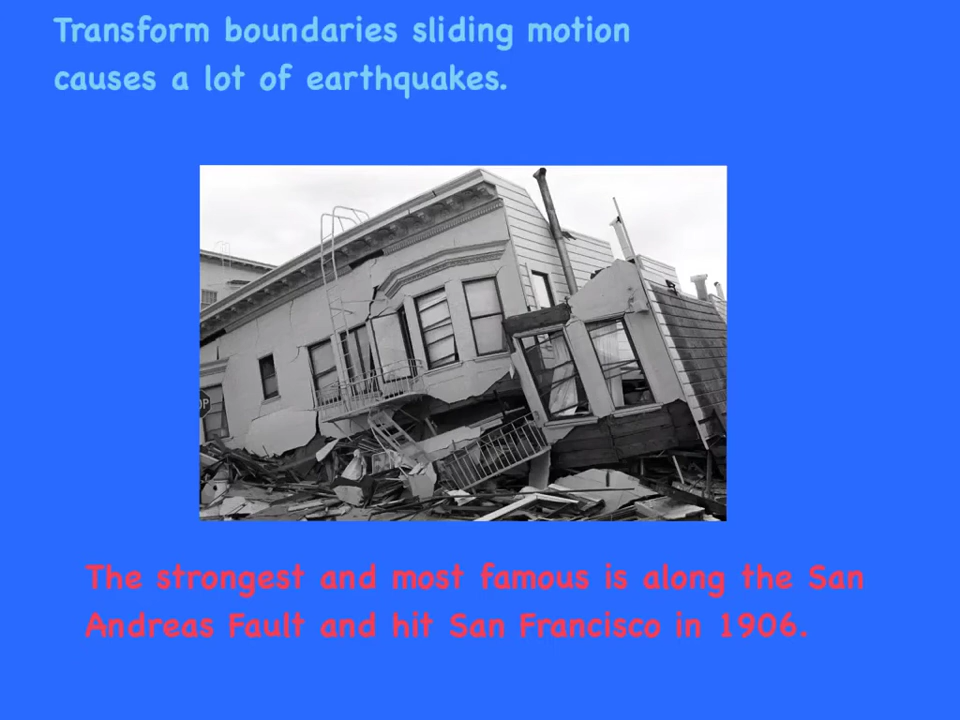 Transform boundaries sliding motion
causes a lot of earthquakes.
OP
The strongest and most famous is along the San
Andreas Fault and hit San Francisco in 1906.